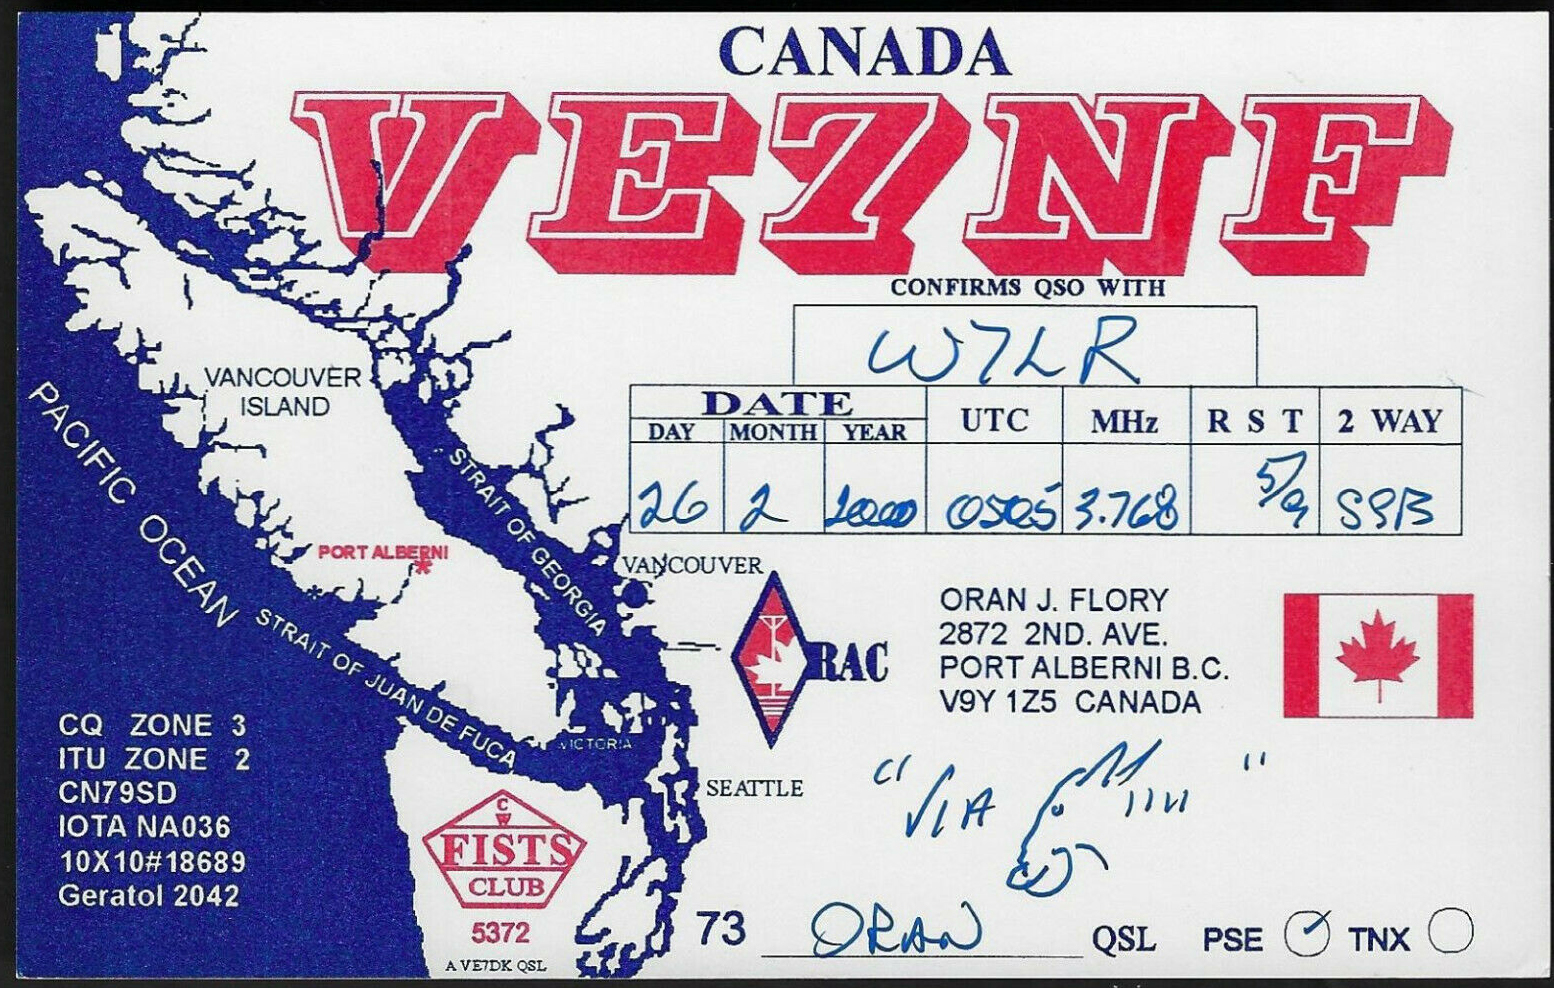 CANADA
VE7NF
CONFIRMS QSO WITH
W7LR
DATE UTC MHz R S T 2 WAY
DAY MONTH YEAR
26 2 2000 0505 3.768 5/9 SSB
VANCOUVER
ISLAND
PACIFIC OCEAN
STRAIT OF GEORGIA
PORT ALBERNI
*
VANCOUVER
STRAIT OF JUAN DE FUCA
VICTORIA
SEATTLE
RAC
ORAN J. FLORY
2872 2ND. AVE.
PORT ALBERNI B.C.
V9Y 1Z5 CANADA
CQ ZONE 3
ITU ZONE 2
CN79SD
IOTA NA036
10X10#18689
Geratol 2042
CW
FISTS
CLUB
5372
A VE7DK QSL
"VIA
"
73 ORAN QSL PSE TNX